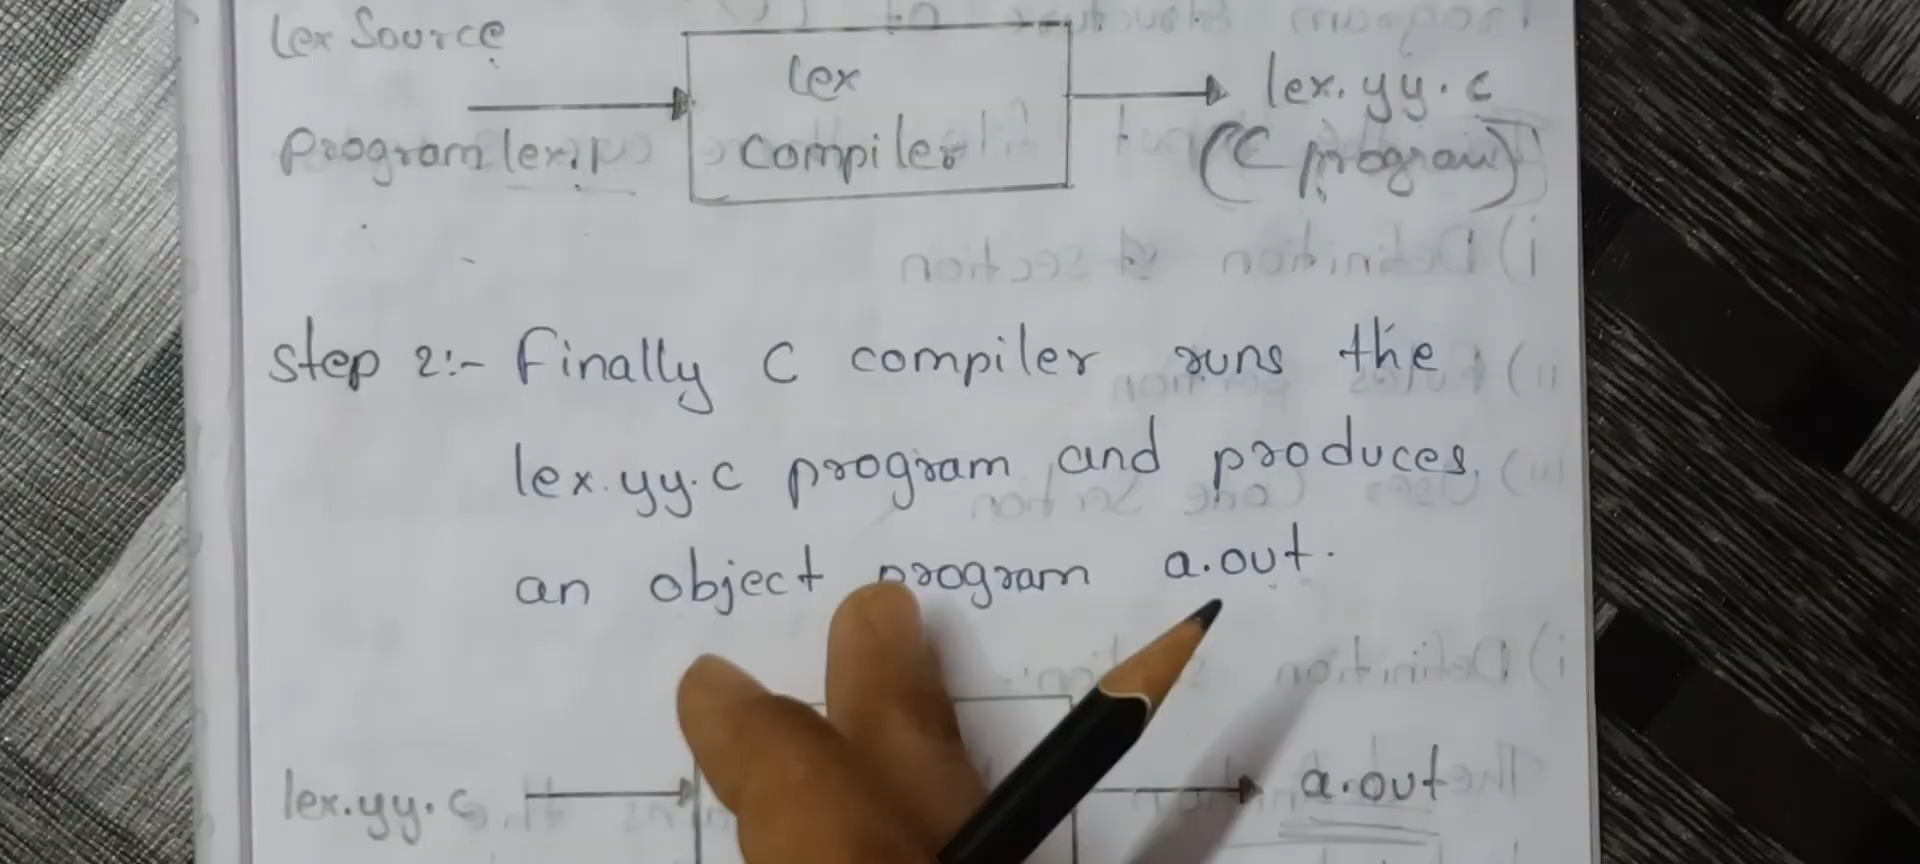 Lex Source
Program lex.l
Lex
Compiler
lex.yy.c
(C program)
Step 2:- Finally C compiler runs the
lex.yy.c program and produces
an object program a.out.
lex.yy.c
a.out